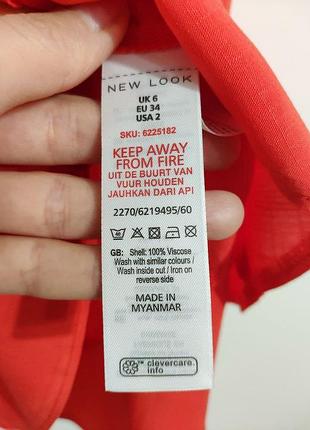 NEW LOOK
UK 6
EU 34
USA 2
SKU: 6225182
KEEP AWAY
FROM FIRE
UIT DE BUURT VAN
VUUR HOUDEN
JAUHKAN DARI API
2270/6219495/60
40
GB: Shell: 100% Viscose
Wash with similar colours /
Wash inside out / Iron on
reverse side
MADE IN
MYANMAR
clevercare.
info